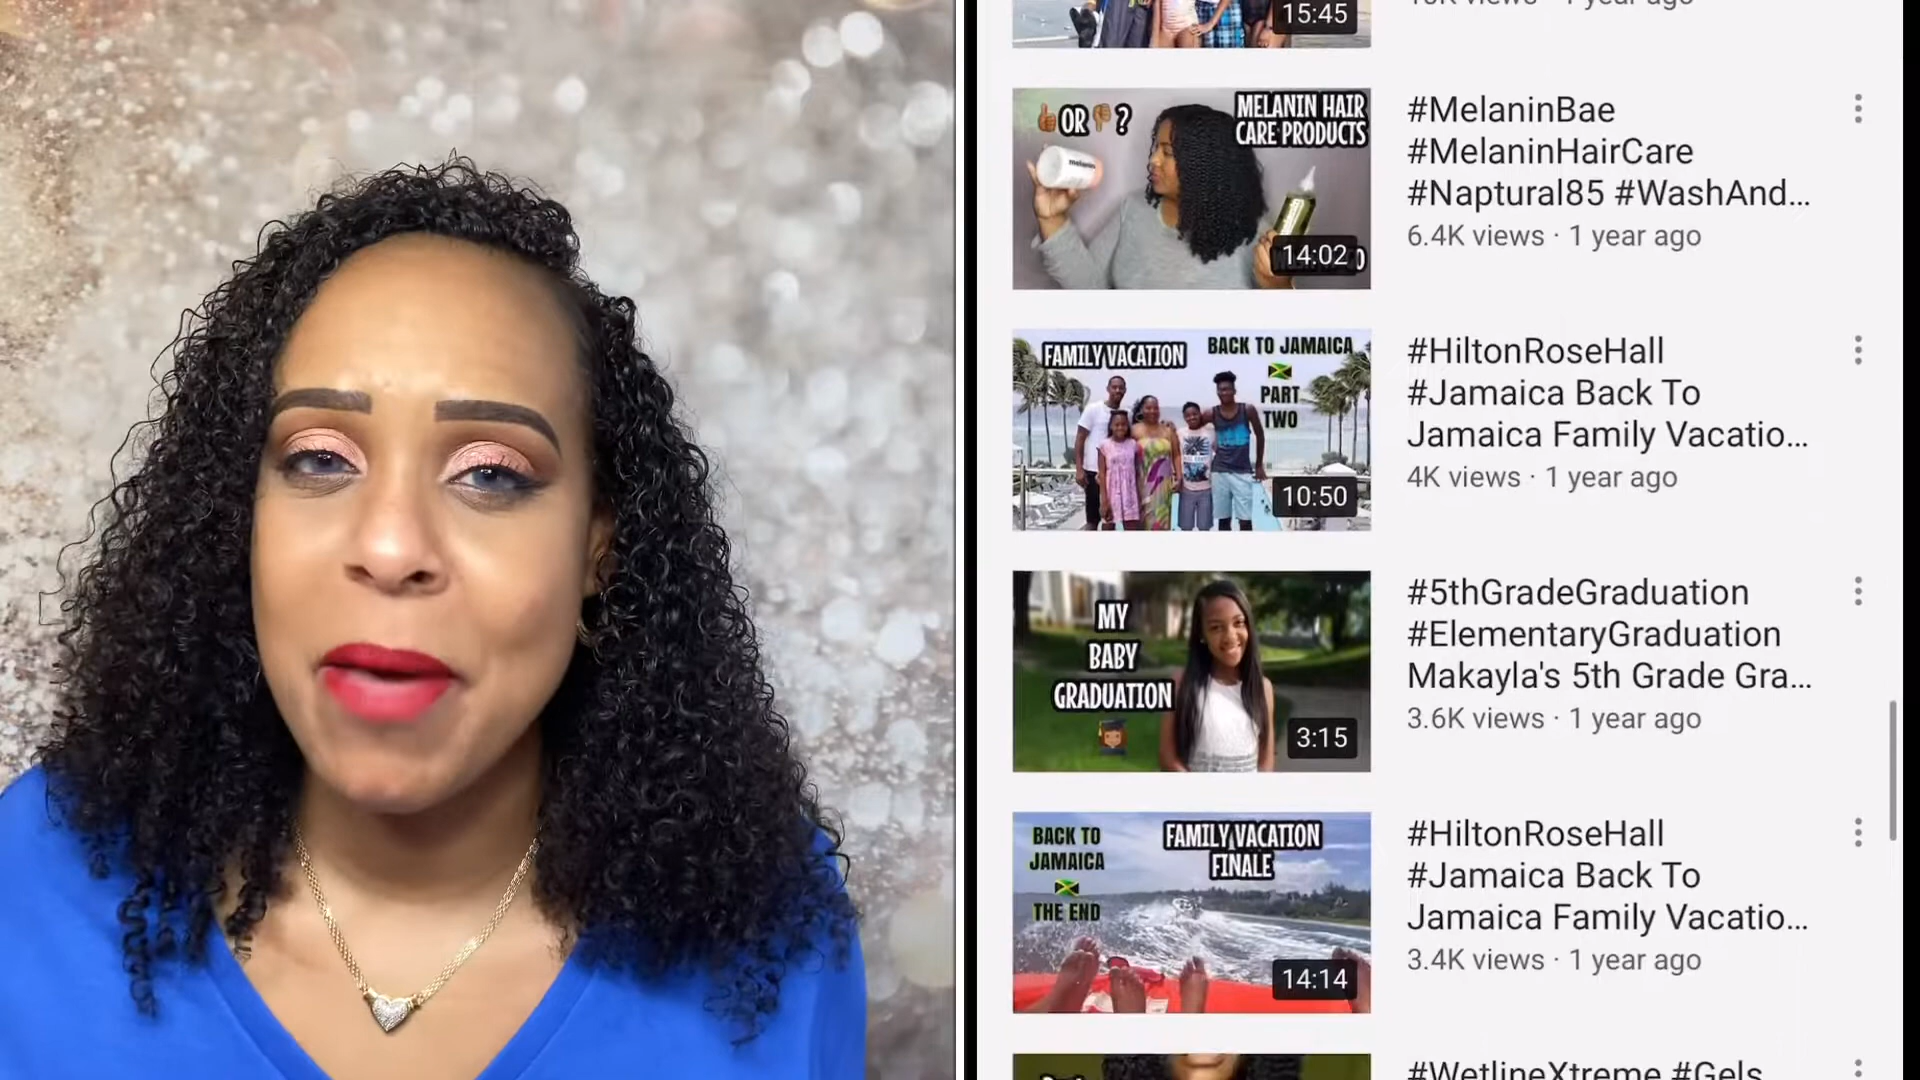 15:45
1 year ago
OR ?
MELANIN HAIR
CARE PRODUCTS
melanin
14:02
#MelaninBae
#MelaninHairCare
#Naptural85 #WashAnd...
6.4K views · 1 year ago
FAMILY VACATION
BACK TO JAMAICA
PART
TWO
10:50
#HiltonRoseHall
#Jamaica Back To
Jamaica Family Vacatio...
4K views · 1 year ago
MY
BABY
GRADUATION
3:15
#5thGradeGraduation
#ElementaryGraduation
Makayla's 5th Grade Gra...
3.6K views · 1 year ago
BACK TO
JAMAICA
THE END
FAMILY VACATION
FINALE
14:14
#HiltonRoseHall
#Jamaica Back To
Jamaica Family Vacatio...
3.4K views · 1 year ago
#WetlineXtreme #Gels